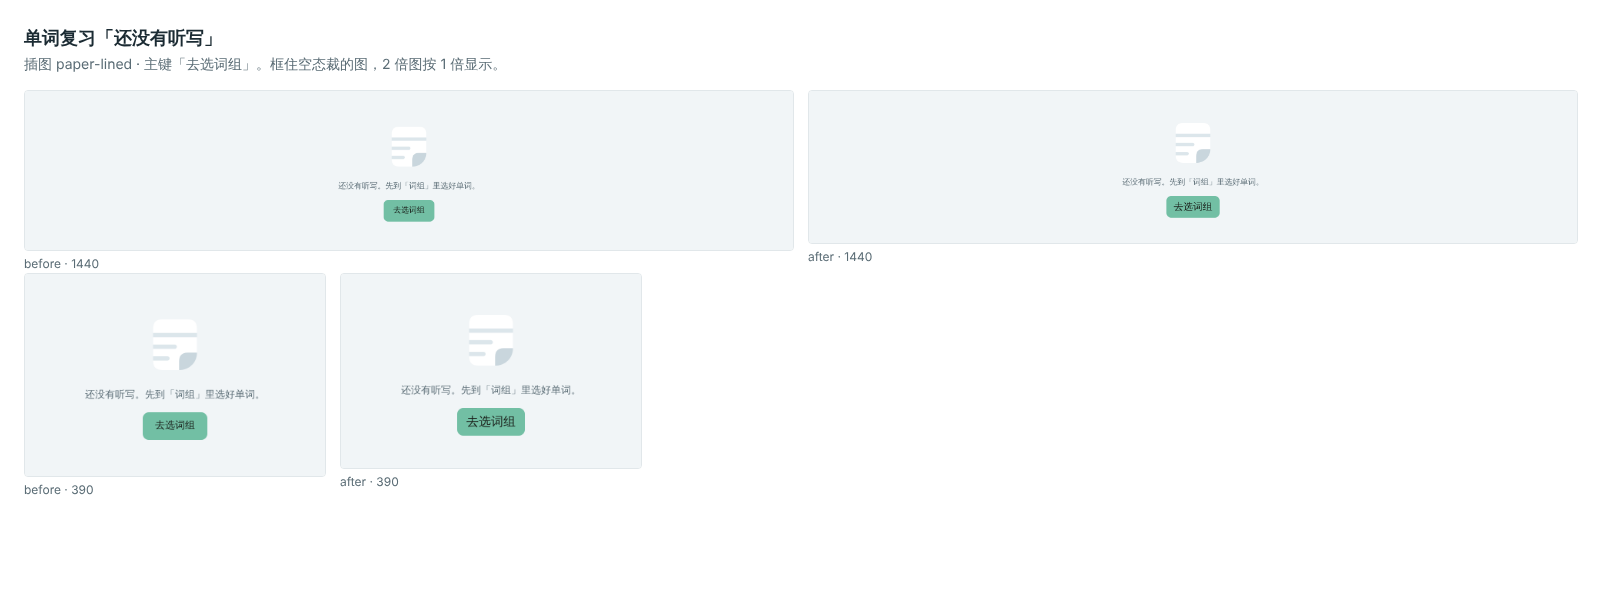 单词复习「还没有听写」
插图 paper-lined · 主键「去选词组」。框住空态裁的图，2 倍图按 1 倍显示。
还没有听写。先到「词组」里选好单词。
去选词组
before · 1440
还没有听写。先到「词组」里选好单词。
去选词组
after · 1440
还没有听写。先到「词组」里选好单词。
去选词组
before · 390
还没有听写。先到「词组」里选好单词。
去选词组
after · 390